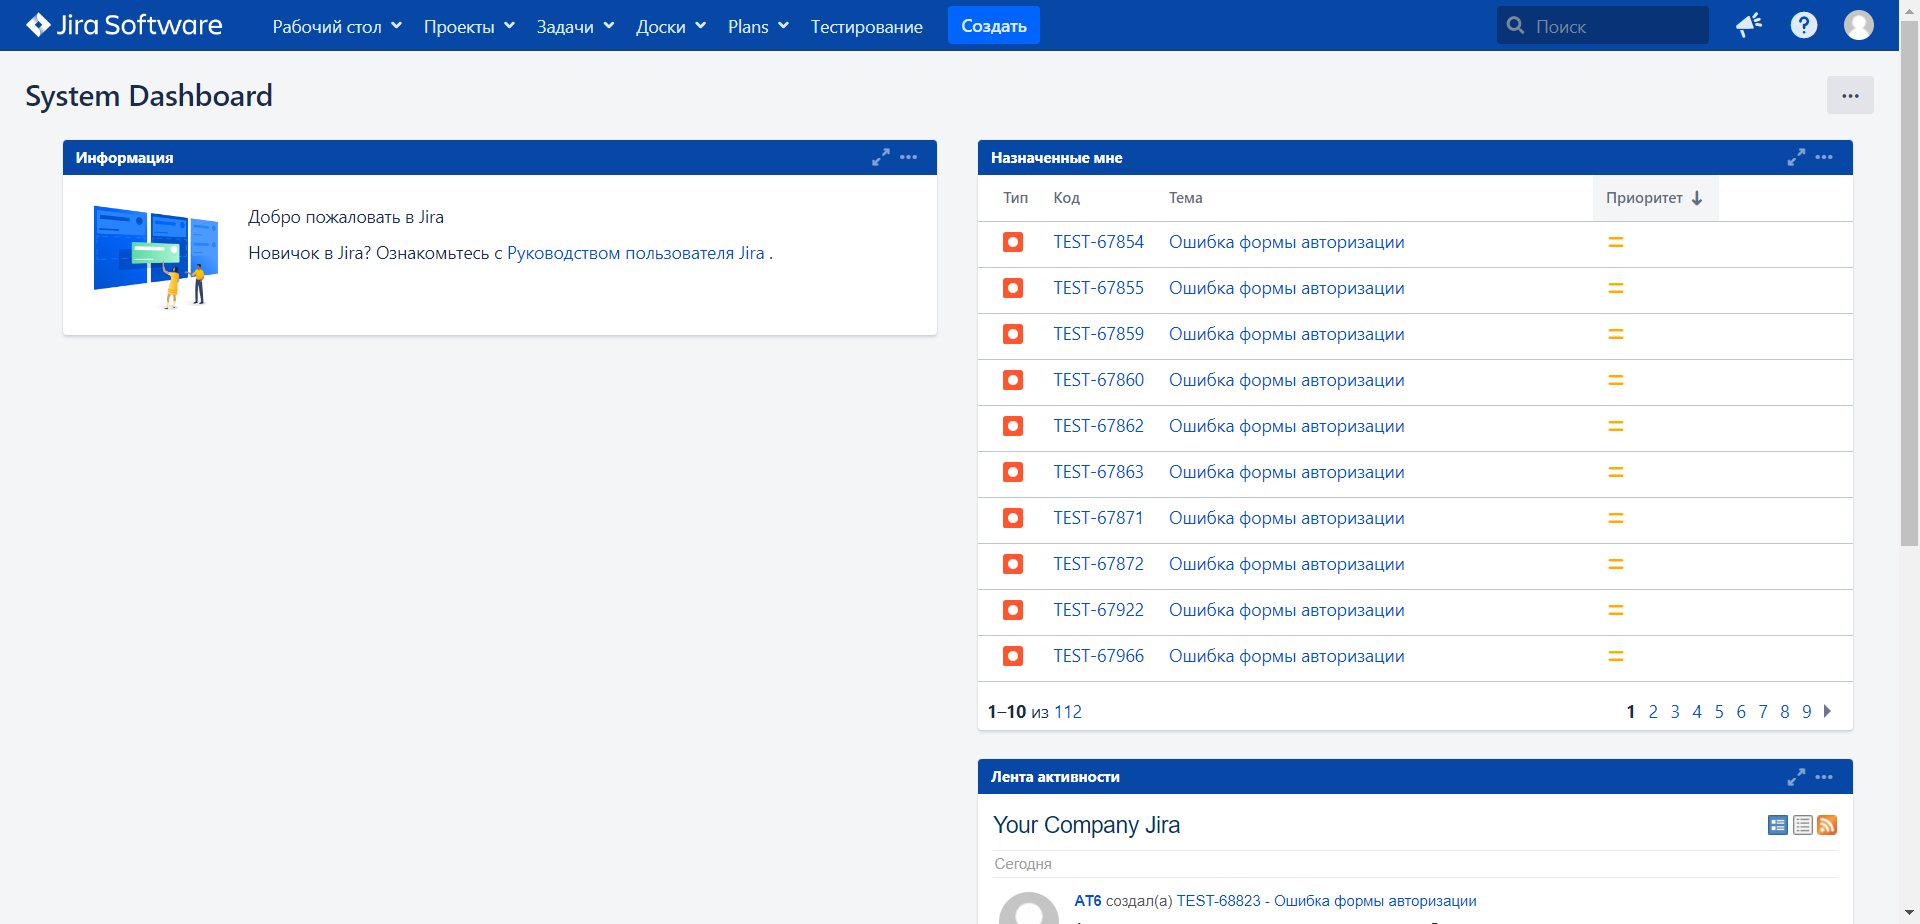 Jira Software Рабочий стол Проекты Задачи Доски Plans Тестирование Создать Поиск
System Dashboard
Информация
Добро пожаловать в Jira
Новичок в Jira? Ознакомьтесь с Руководством пользователя Jira .
Назначенные мне
Тип Код Тема Приоритет
TEST-67854 Ошибка формы авторизации
TEST-67855 Ошибка формы авторизации
TEST-67859 Ошибка формы авторизации
TEST-67860 Ошибка формы авторизации
TEST-67862 Ошибка формы авторизации
TEST-67863 Ошибка формы авторизации
TEST-67871 Ошибка формы авторизации
TEST-67872 Ошибка формы авторизации
TEST-67922 Ошибка формы авторизации
TEST-67966 Ошибка формы авторизации
1–10 из 112 1 2 3 4 5 6 7 8 9
Лента активности
Your Company Jira
Сегодня
AT6 создал(а) TEST-68823 - Ошибка формы авторизации